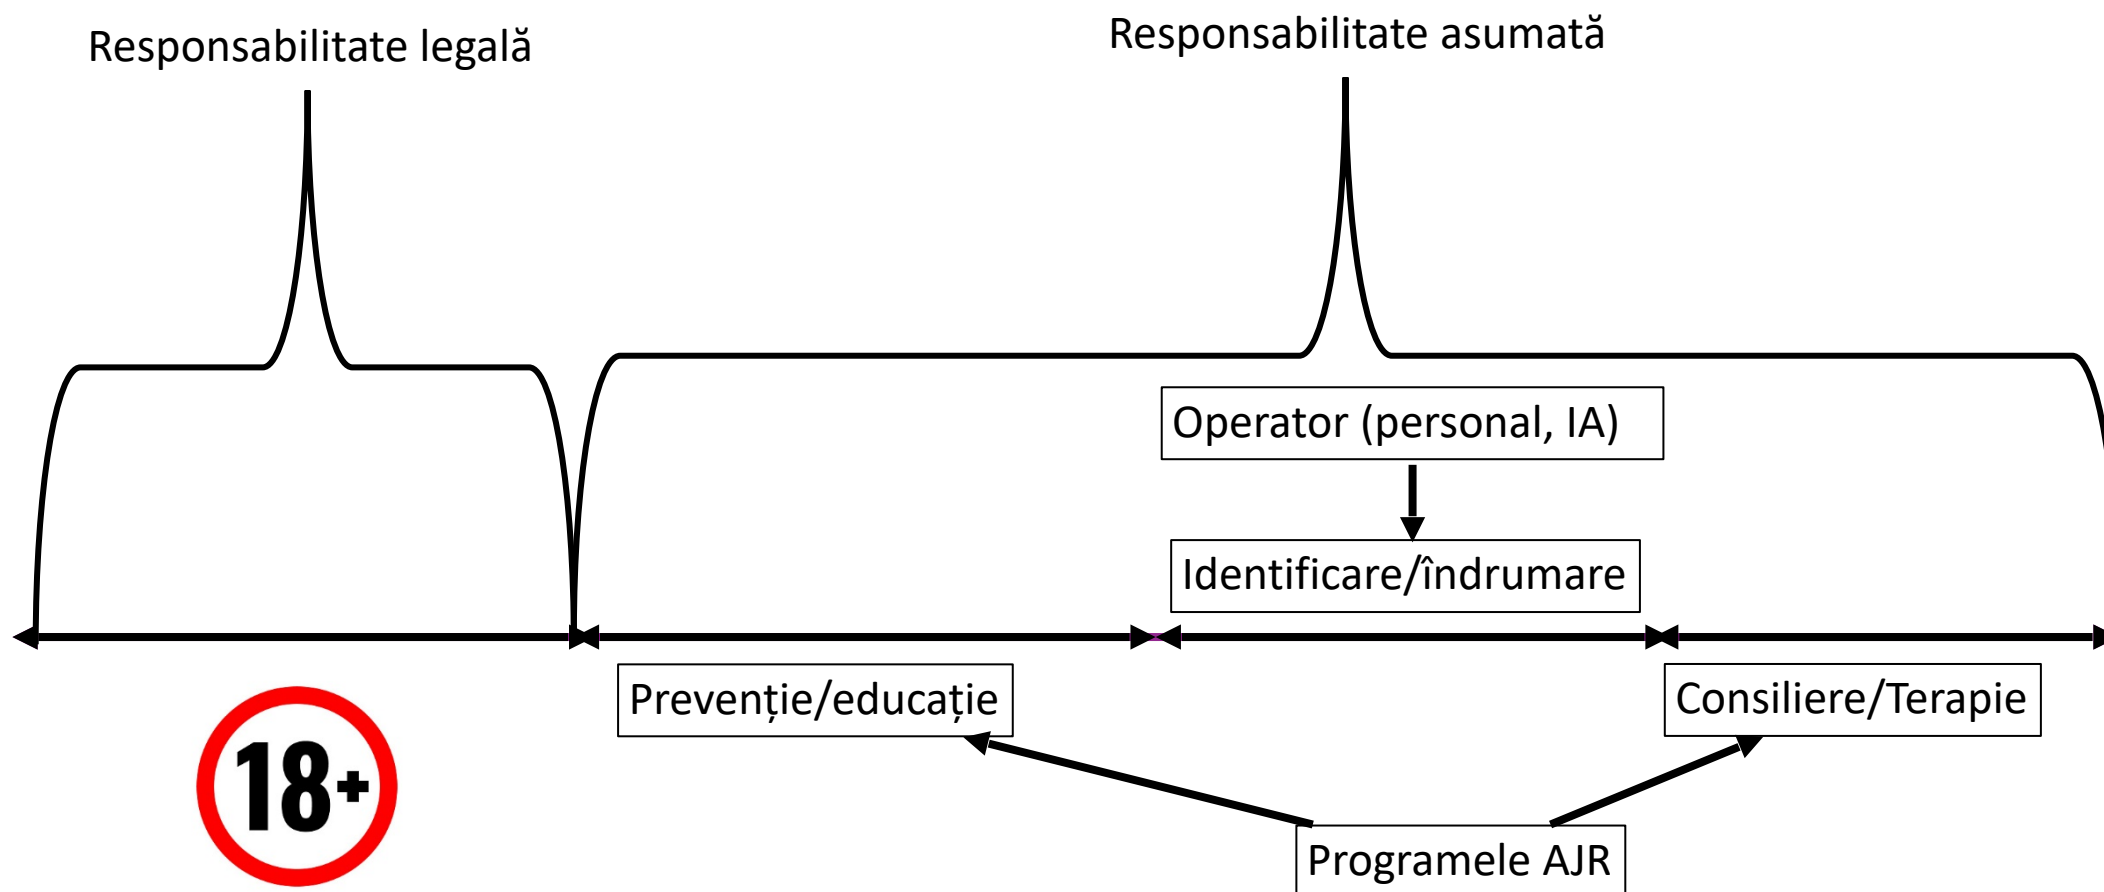 Responsabilitate legală
Responsabilitate asumată
Operator (personal, IA)
Identificare/îndrumare
Prevenție/educație
Consiliere/Terapie
18+
Programele AJR